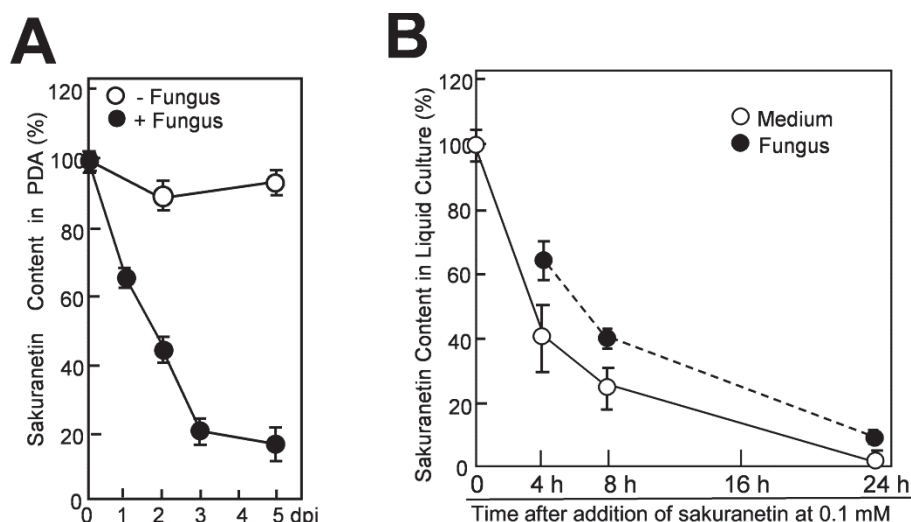 A
Sakuranetin Content in PDA (%)
120
100
80
60
40
20
0
- Fungus
+ Fungus
0 1 2 3 4 5 dpi
B
Sakuranetin Content in Liquid Culture (%)
120
100
80
60
40
20
0
Medium
Fungus
0 4 h 8 h 16 h 24 h
Time after addition of sakuranetin at 0.1 mM